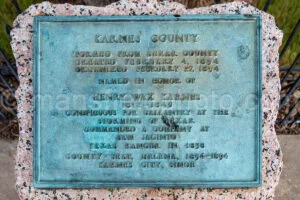 KARNES COUNTY
FORMED FROM BEXAR COUNTY
CREATED FEBRUARY 4, 1854
ORGANIZED FEBRUARY 27, 1854
NAMED IN HONOR OF
HENRY WAX KARNES
1812-1840
CONSPICUOUS FOR GALLANTRY AT THE
STORMING OF BEXAR
COMMANDED A COMPANY AT
SAN JACINTO
TEXAS RANGER IN 1838
COUNTY SEAT, HELENA, 1854-1894
KARNES CITY, SINCE